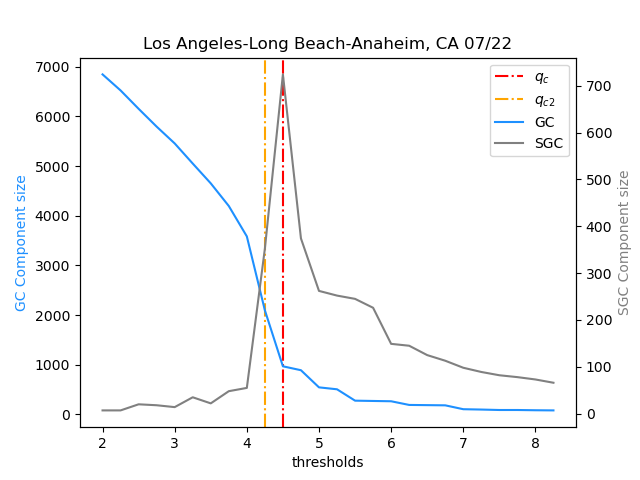 Los Angeles-Long Beach-Anaheim, CA 07/22
GC Component size
7000
6000
5000
4000
3000
2000
1000
0
q_c
q_c2
GC
SGC
700
600
500
400
300
200
100
0
SGC Component size
2 3 4 5 6 7 8
thresholds